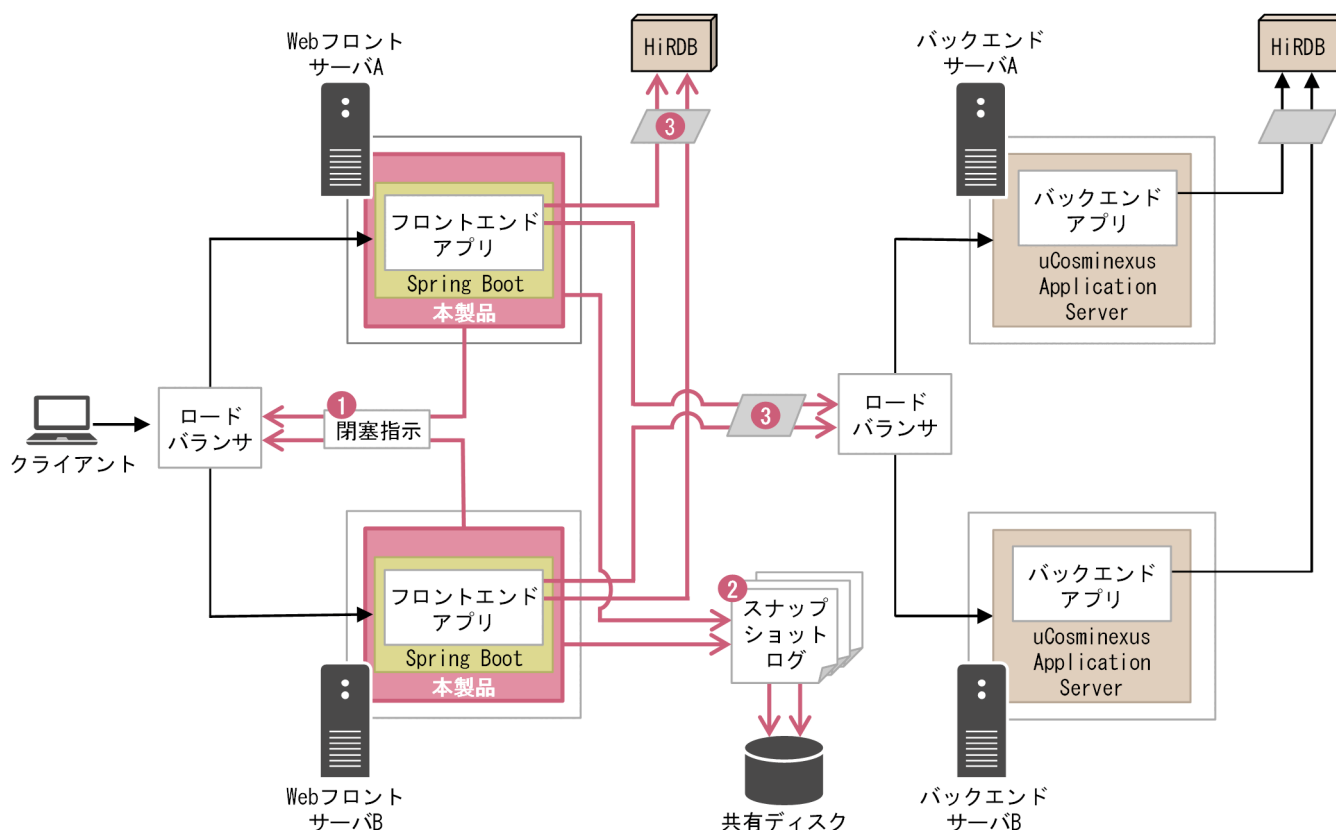 Webフロント
サーバA
HiRDB
バックエンド
サーバA
HiRDB
3
フロントエンド
アプリ
Spring Boot
本製品
バックエンド
アプリ
uCosminexus
Application
Server
クライアント
ロード
バランサ
1
閉塞指示
3
ロード
バランサ
フロントエンド
アプリ
Spring Boot
本製品
2
スナップ
ショット
ログ
バックエンド
アプリ
uCosminexus
Application
Server
Webフロント
サーバB
共有ディスク
バックエンド
サーバB